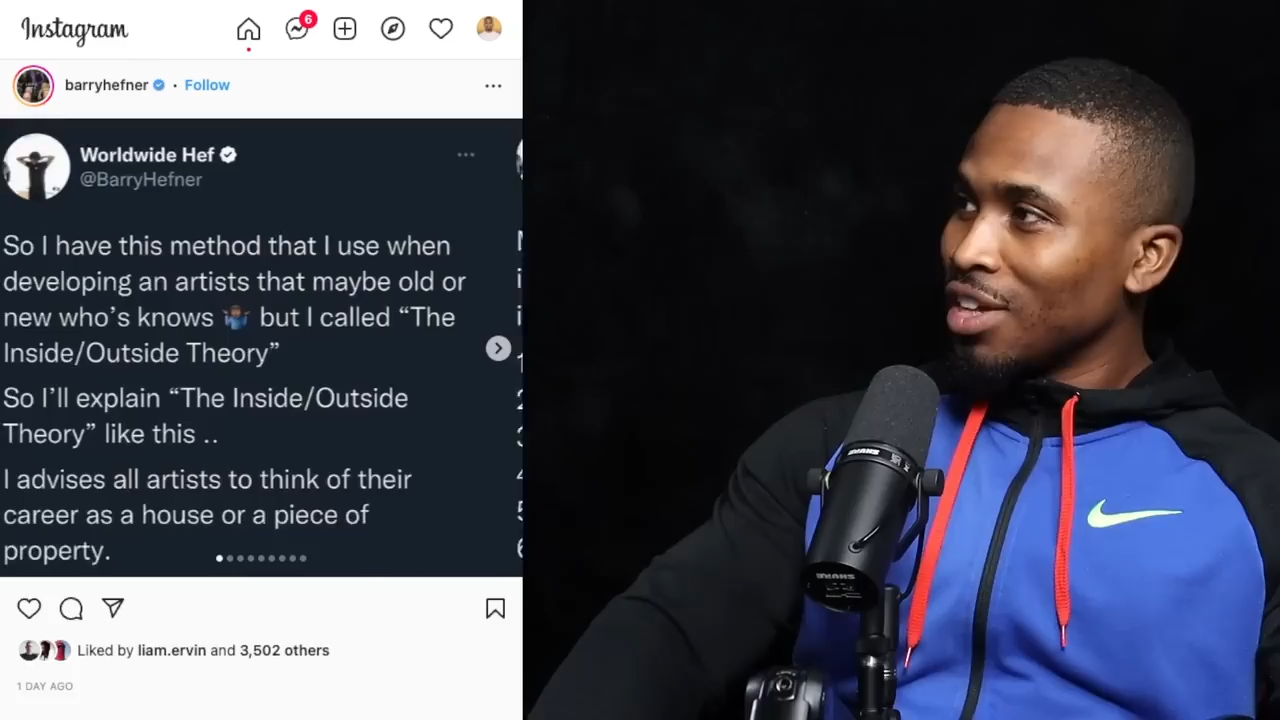 Instagram
6
barryhefner · Follow
Worldwide Hef
@BarryHefner
So I have this method that I use when
developing an artists that maybe old or
new who's knows 🤷🏾‍♂️ but I called “The
Inside/Outside Theory”
So I'll explain “The Inside/Outside
Theory” like this ..
I advises all artists to think of their
career as a house or a piece of
property.
Liked by liam.ervin and 3,502 others
1 DAY AGO
SHURE